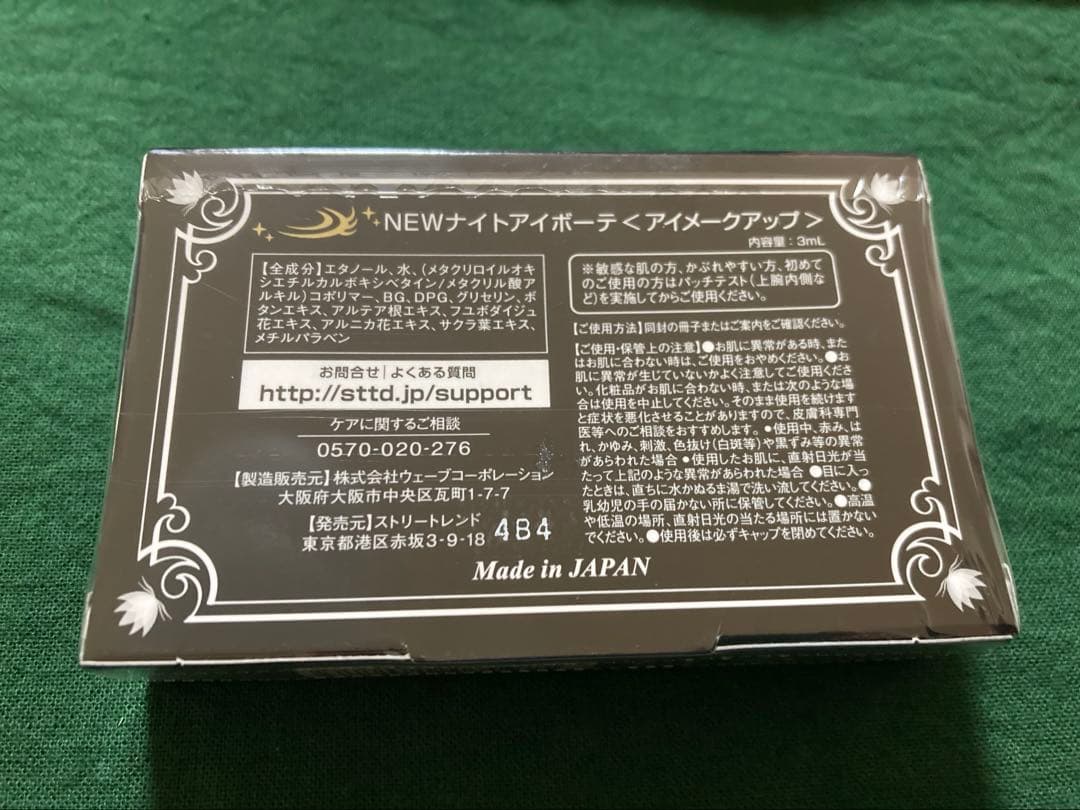 NEWナイトアイボーテ＜アイメークアップ＞
内容量：3mL
【全成分】エタノール、水、(メタクリロイルオキ
シエチルカルボキシベタイン/メタクリル酸ア
ルキル)コポリマー、BG、DPG、グリセリン、ボ
タンエキス、アルテア根エキス、フユボダイジュ
花エキス、アルニカ花エキス、サクラ葉エキス、
メチルパラベン
お問合せ|よくある質問
http://sttd.jp/support
ケアに関するご相談
0570-020-276
【製造販売元】株式会社ウェーブコーポレーション
大阪府大阪市中央区瓦町1-7-7
【発売元】ストリートレンド
東京都港区赤坂3-9-18
4B4
※敏感な肌の方、かぶれやすい方、初めて
のご使用の方はパッチテスト(上腕内側な
ど)を実施してからご使用ください。
【ご使用方法】同封の冊子またはご案内をご確認ください。
【ご使用・保管上の注意】●お肌に異常がある時、また
はお肌に合わない時は、ご使用をおやめください。●お
肌に異常が生じていないかよく注意してご使用くださ
い。化粧品がお肌に合わない時、または次のような場
合は使用を中止してください。そのまま使用を続けます
と症状を悪化させることがありますので、皮膚科専門
医等へのご相談をおすすめします。•使用中、赤み、は
れ、かゆみ、刺激、色抜け(白斑等)や黒ずみ等の異常
があらわれた場合 •使用したお肌に、直射日光が当
たって上記のような異常があらわれた場合 ●目に入っ
たときは、直ちに水かぬるま湯で洗い流してください。●
乳幼児の手の届かない所に保管してください。●高温
や低温の場所、直射日光の当たる場所には置かない
でください。●使用後は必ずキャップを閉めてください。
Made in JAPAN